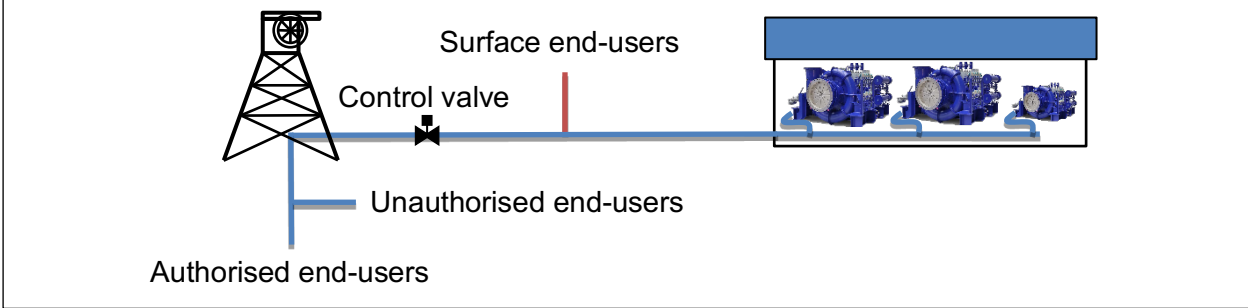 Surface end-users
Control valve
Unauthorised end-users
Authorised end-users